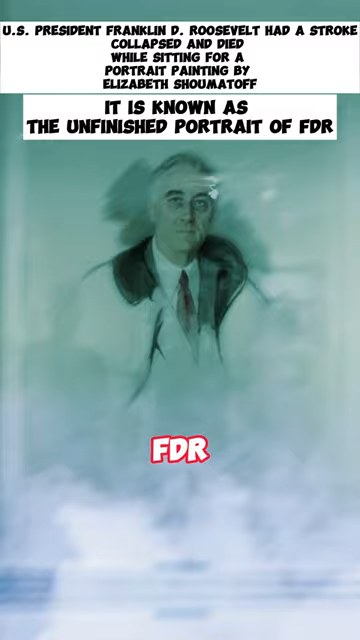 U.S. PRESIDENT FRANKLIN D. ROOSEVELT HAD A STROKE
COLLAPSED AND DIED
WHILE SITTING FOR A
PORTRAIT PAINTING BY
ELIZABETH SHOUMATOFF
IT IS KNOWN AS
THE UNFINISHED PORTRAIT OF FDR
FDR